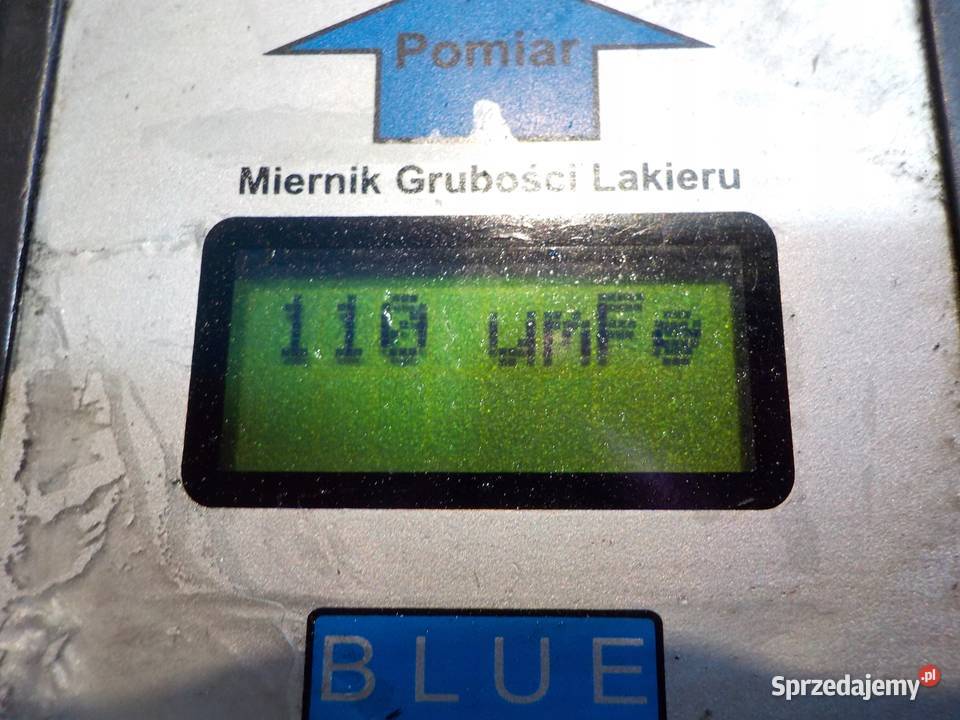 Pomiar
Miernik Grubości Lakieru
110 umFe
BLUE
Sprzedajemy.pl